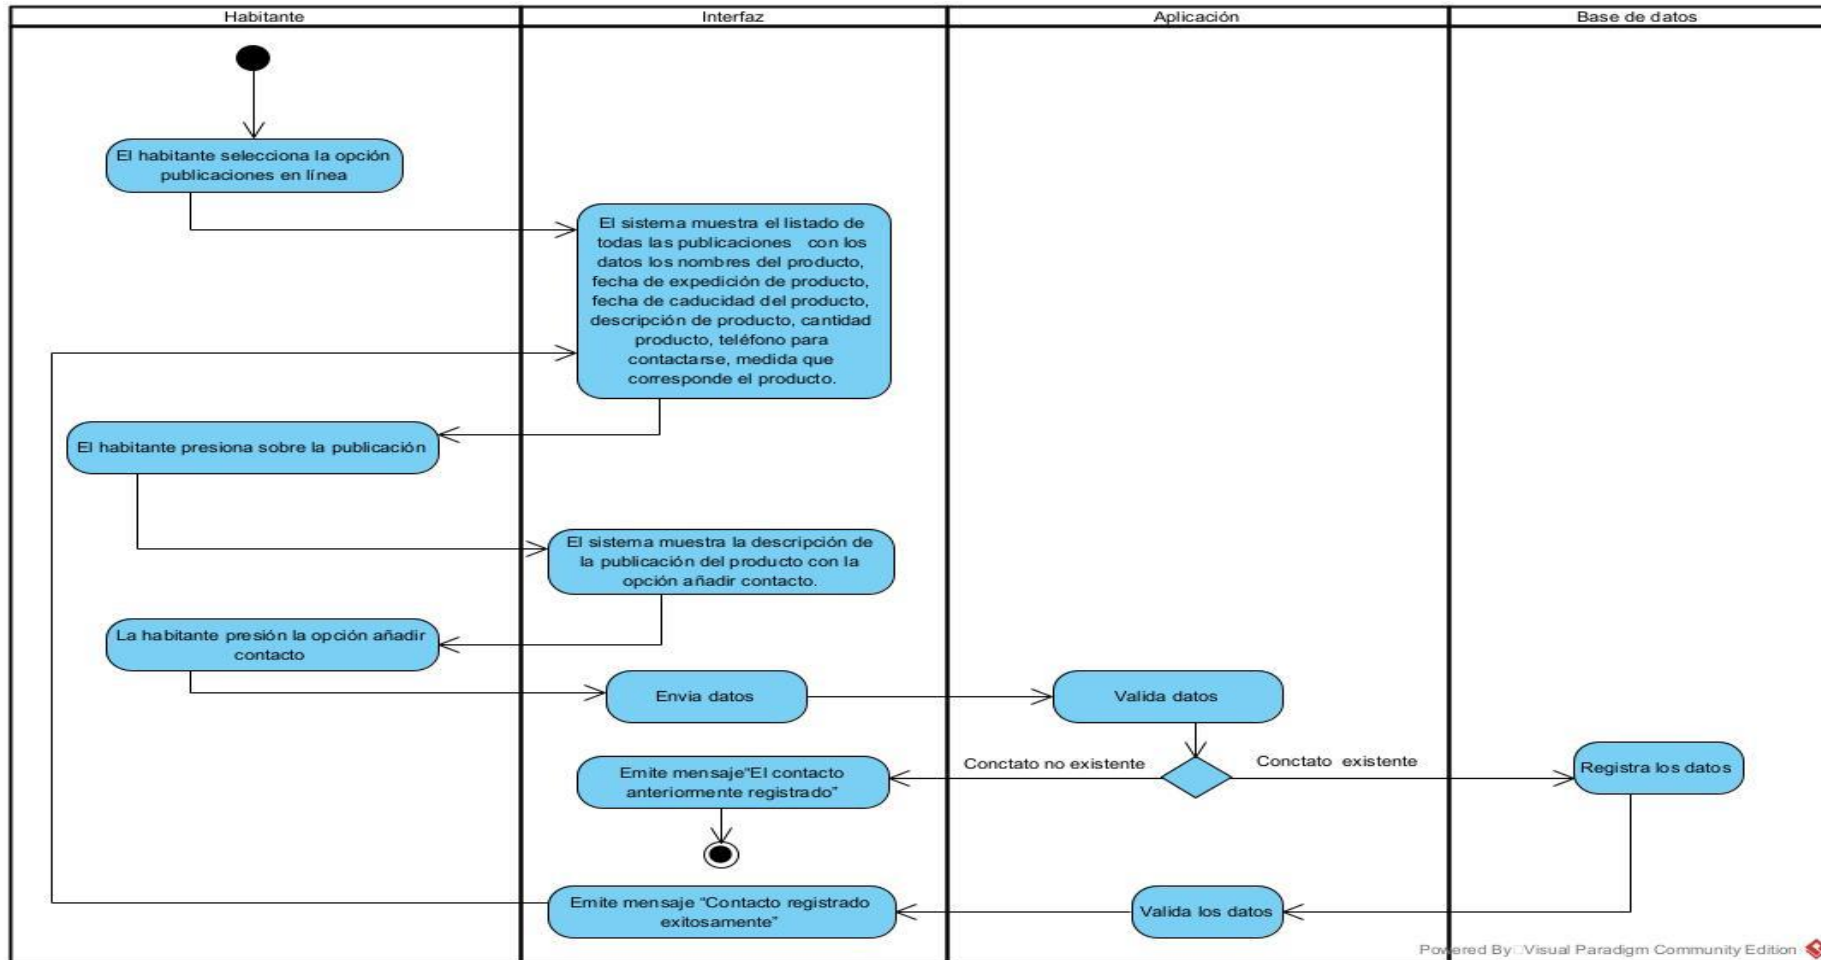 Habitante
Interfaz
Aplicación
Base de datos
El habitante selecciona la opción
publicaciones en línea
El sistema muestra el listado de
todas las publicaciones con los
datos los nombres del producto,
fecha de expedición de producto,
fecha de caducidad del producto,
descripción de producto, cantidad
producto, teléfono para
contactarse, medida que
corresponde el producto.
El habitante presiona sobre la publicación
El sistema muestra la descripción de
la publicación del producto con la
opción añadir contacto.
La habitante presión la opción añadir
contacto
Envia datos
Valida datos
Conctato no existente
Conctato existente
Emite mensaje“El contacto
anteriormente registrado”
Registra los datos
Emite mensaje “Contacto registrado
exitosamente”
Valida los datos
Powered By Visual Paradigm Community Edition